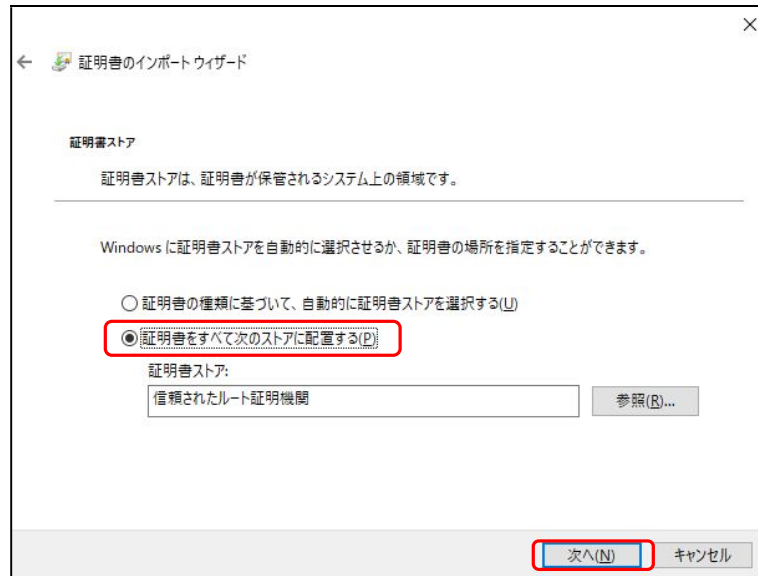 証明書のインポート ウィザード
証明書ストア
証明書ストアは、証明書が保管されるシステム上の領域です。
Windows に証明書ストアを自動的に選択させるか、証明書の場所を指定することができます。
証明書の種類に基づいて、自動的に証明書ストアを選択する(U)
証明書をすべて次のストアに配置する(P)
証明書ストア:
信頼されたルート証明機関
参照(R)...
次へ(N)
キャンセル